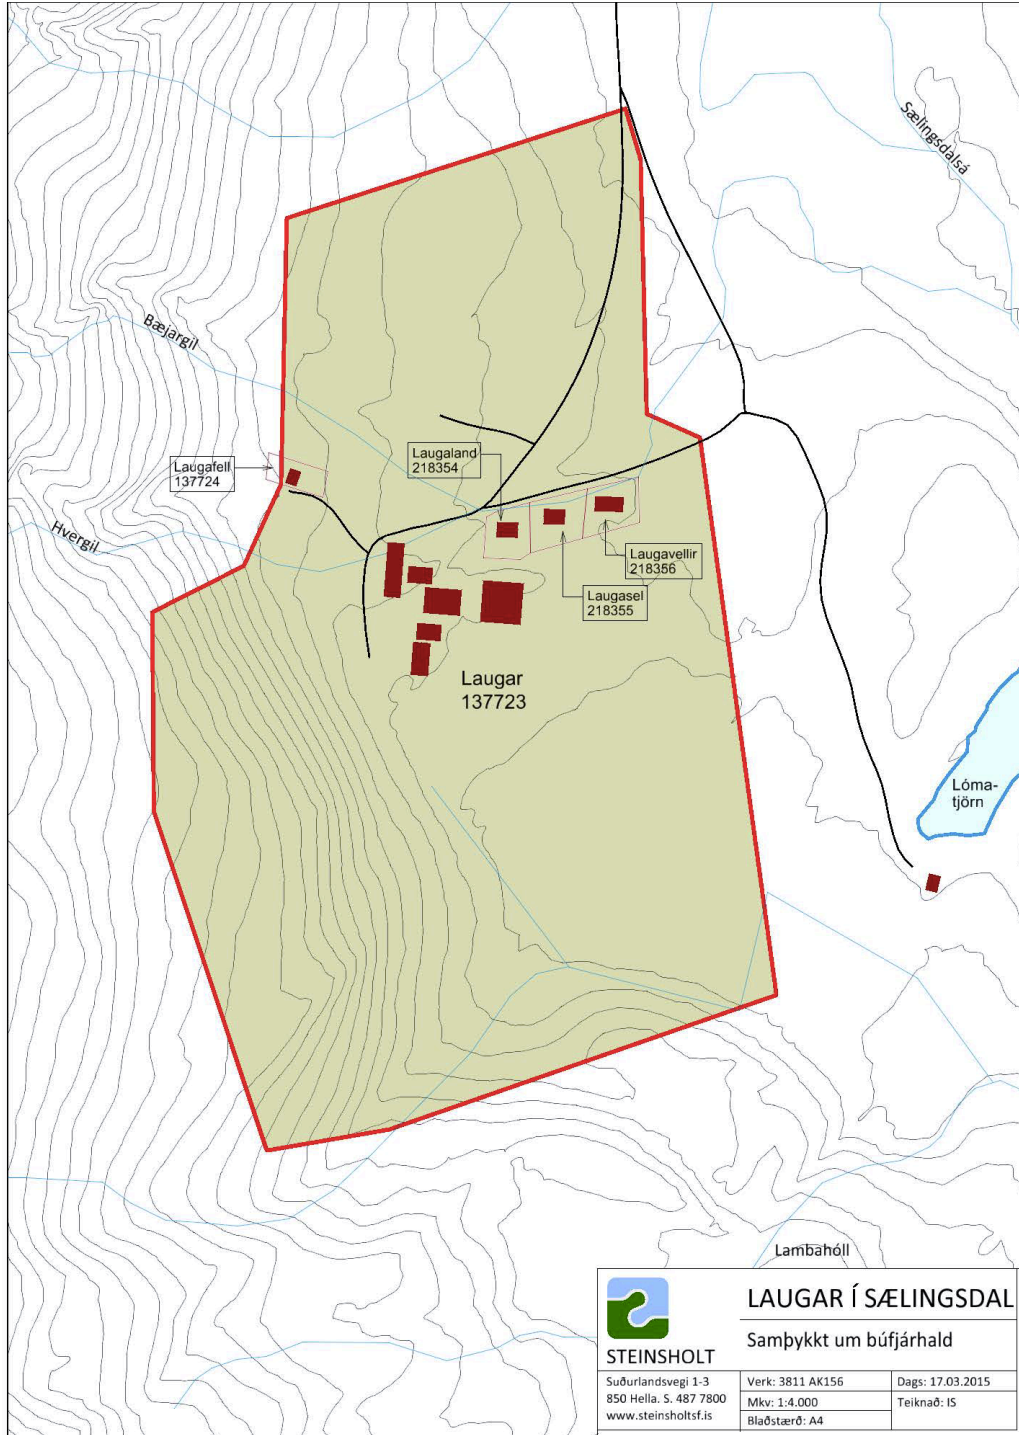 Sælingsdalsá
Bæjargil
Laugaland
218354
Laugafell
137724
Hvergil
Laugavellir
218356
Laugasel
218355
Laugar
137723
Lóma-
tjörn
Lambahóll
STEINSHOLT
Suðurlandsvegi 1-3
850 Hella. S. 487 7800
www.steinsholtsf.is
LAUGAR Í SÆLINGSDAL
Samþykkt um búfjárhald
Verk: 3811 AK156
Dags: 17.03.2015
Mkv: 1:4.000
Teiknað: IS
Blaðstærð: A4